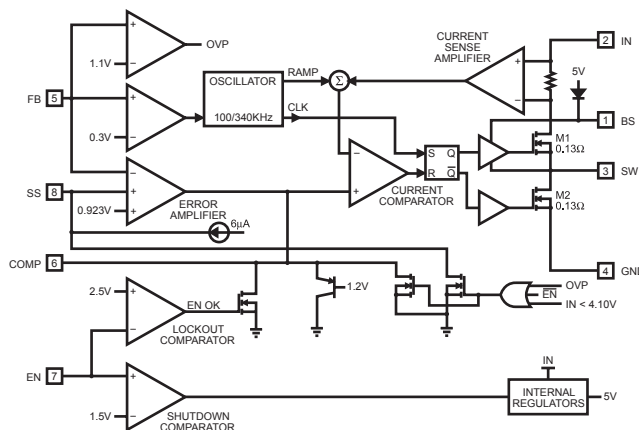 CURRENT
SENSE
AMPLIFIER
+
−
2
IN
5V
+
−
OVP
1.1V
FB
5
+
−
0.3V
OSCILLATOR
100/340KHz
RAMP
CLK
Σ
1
BS
M1
0.13Ω
3
SW
M2
0.13Ω
S
Q
R
Q̅
−
+
CURRENT
COMPARATOR
SS
8
−
+
+
0.923V
ERROR
AMPLIFIER
6µA
COMP
6
4
GND
2.5V
+
−
EN OK
LOCKOUT
COMPARATOR
1.2V
OVP
E̅N̅
IN < 4.10V
EN
7
+
−
1.5V
SHUTDOWN
COMPARATOR
IN
INTERNAL
REGULATORS
5V